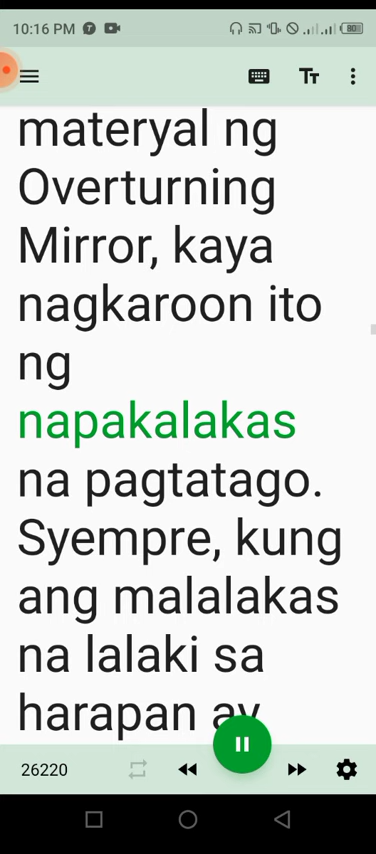 10:16 PM
80
materyal ng
Overturning
Mirror, kaya
nagkaroon ito
ng
napakalakas
na pagtatago.
Syempre, kung
ang malalakas
na lalaki sa
harapan ay
26220